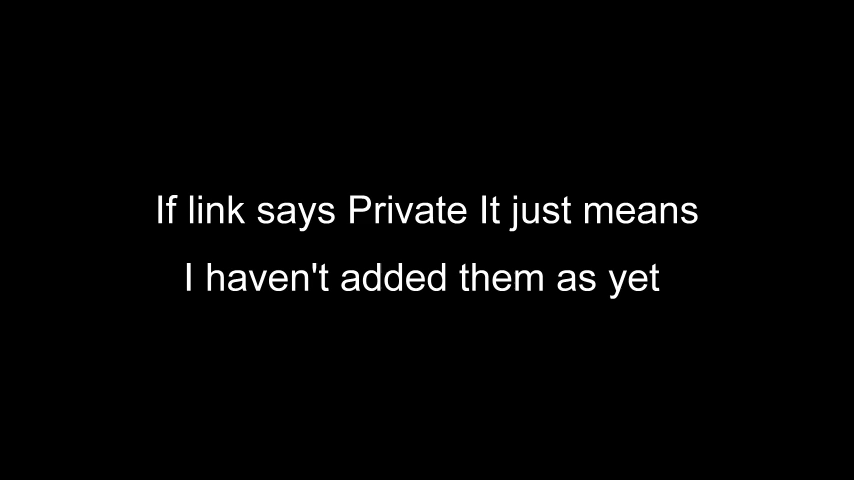 If link says Private It just means
I haven't added them as yet